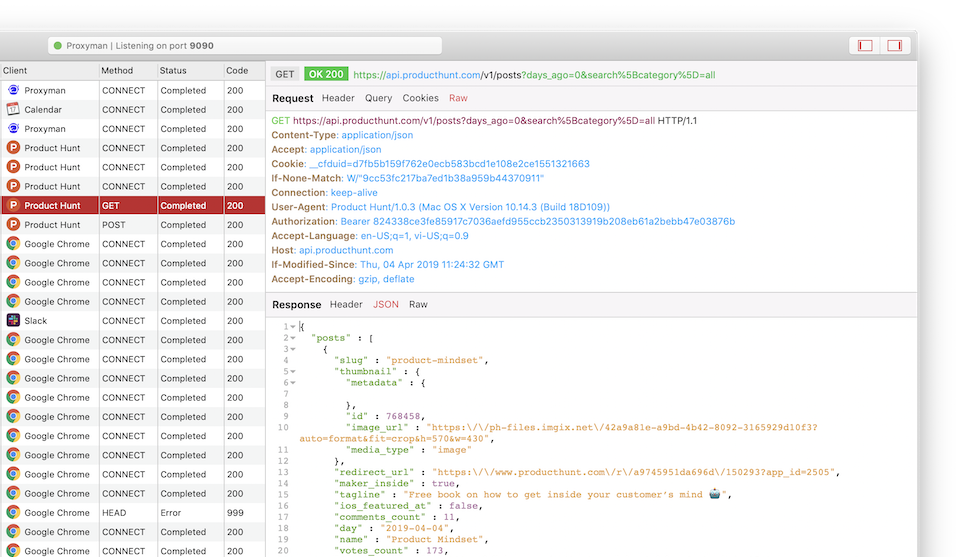 Proxyman | Listening on port 9090
Client Method Status Code
Proxyman CONNECT Completed 200
Calendar CONNECT Completed 200
Proxyman CONNECT Completed 200
Product Hunt CONNECT Completed 200
Product Hunt CONNECT Completed 200
Product Hunt CONNECT Completed 200
Product Hunt GET Completed 200
Product Hunt POST Completed 200
Google Chrome CONNECT Completed 200
Google Chrome CONNECT Completed 200
Google Chrome CONNECT Completed 200
Google Chrome CONNECT Completed 200
Slack CONNECT Completed 200
Google Chrome CONNECT Completed 200
Google Chrome CONNECT Completed 200
Google Chrome CONNECT Completed 200
Google Chrome CONNECT Completed 200
Google Chrome CONNECT Completed 200
Google Chrome CONNECT Completed 200
Google Chrome CONNECT Completed 200
Google Chrome CONNECT Completed 200
Google Chrome CONNECT Completed 200
Google Chrome HEAD Error 999
Google Chrome CONNECT Completed 200
Google Chrome CONNECT Completed 200
GET OK 200 https://api.producthunt.com/v1/posts?days_ago=0&search%5Bcategory%5D=all
Request Header Query Cookies Raw
GET https://api.producthunt.com/v1/posts?days_ago=0&search%5Bcategory%5D=all HTTP/1.1
Content-Type: application/json
Accept: application/json
Cookie: __cfduid=d7fb5b159f762e0ecb583bcd1e108e2ce1551321663
If-None-Match: W/"9cc53fc217ba7ed1b38a959b44370911"
Connection: keep-alive
User-Agent: Product Hunt/1.0.3 (Mac OS X Version 10.14.3 (Build 18D109))
Authorization: Bearer 824338ce3fe85917c7036aefd955ccb2350313919b208eb61a2bebb47e03876b
Accept-Language: en-US;q=1, vi-US;q=0.9
Host: api.producthunt.com
If-Modified-Since: Thu, 04 Apr 2019 11:24:32 GMT
Accept-Encoding: gzip, deflate
Response Header JSON Raw
1 {
2 "posts" : [
3 {
4 "slug" : "product-mindset",
5 "thumbnail" : {
6 "metadata" : {
7
8 },
9 "id" : 768458,
10 "image_url" : "https:\/\/ph-files.imgix.net\/42a9a81e-a9bd-4b42-8092-3165929d10f3?
auto=format&fit=crop&h=570&w=430",
11 "media_type" : "image"
12 },
13 "redirect_url" : "https:\/\/www.producthunt.com\/r\/a9745951da696d\/150293?app_id=2505",
14 "maker_inside" : true,
15 "tagline" : "Free book on how to get inside your customer's mind 🤖",
16 "ios_featured_at" : false,
17 "comments_count" : 11,
18 "day" : "2019-04-04",
19 "name" : "Product Mindset",
20 "votes_count" : 173,